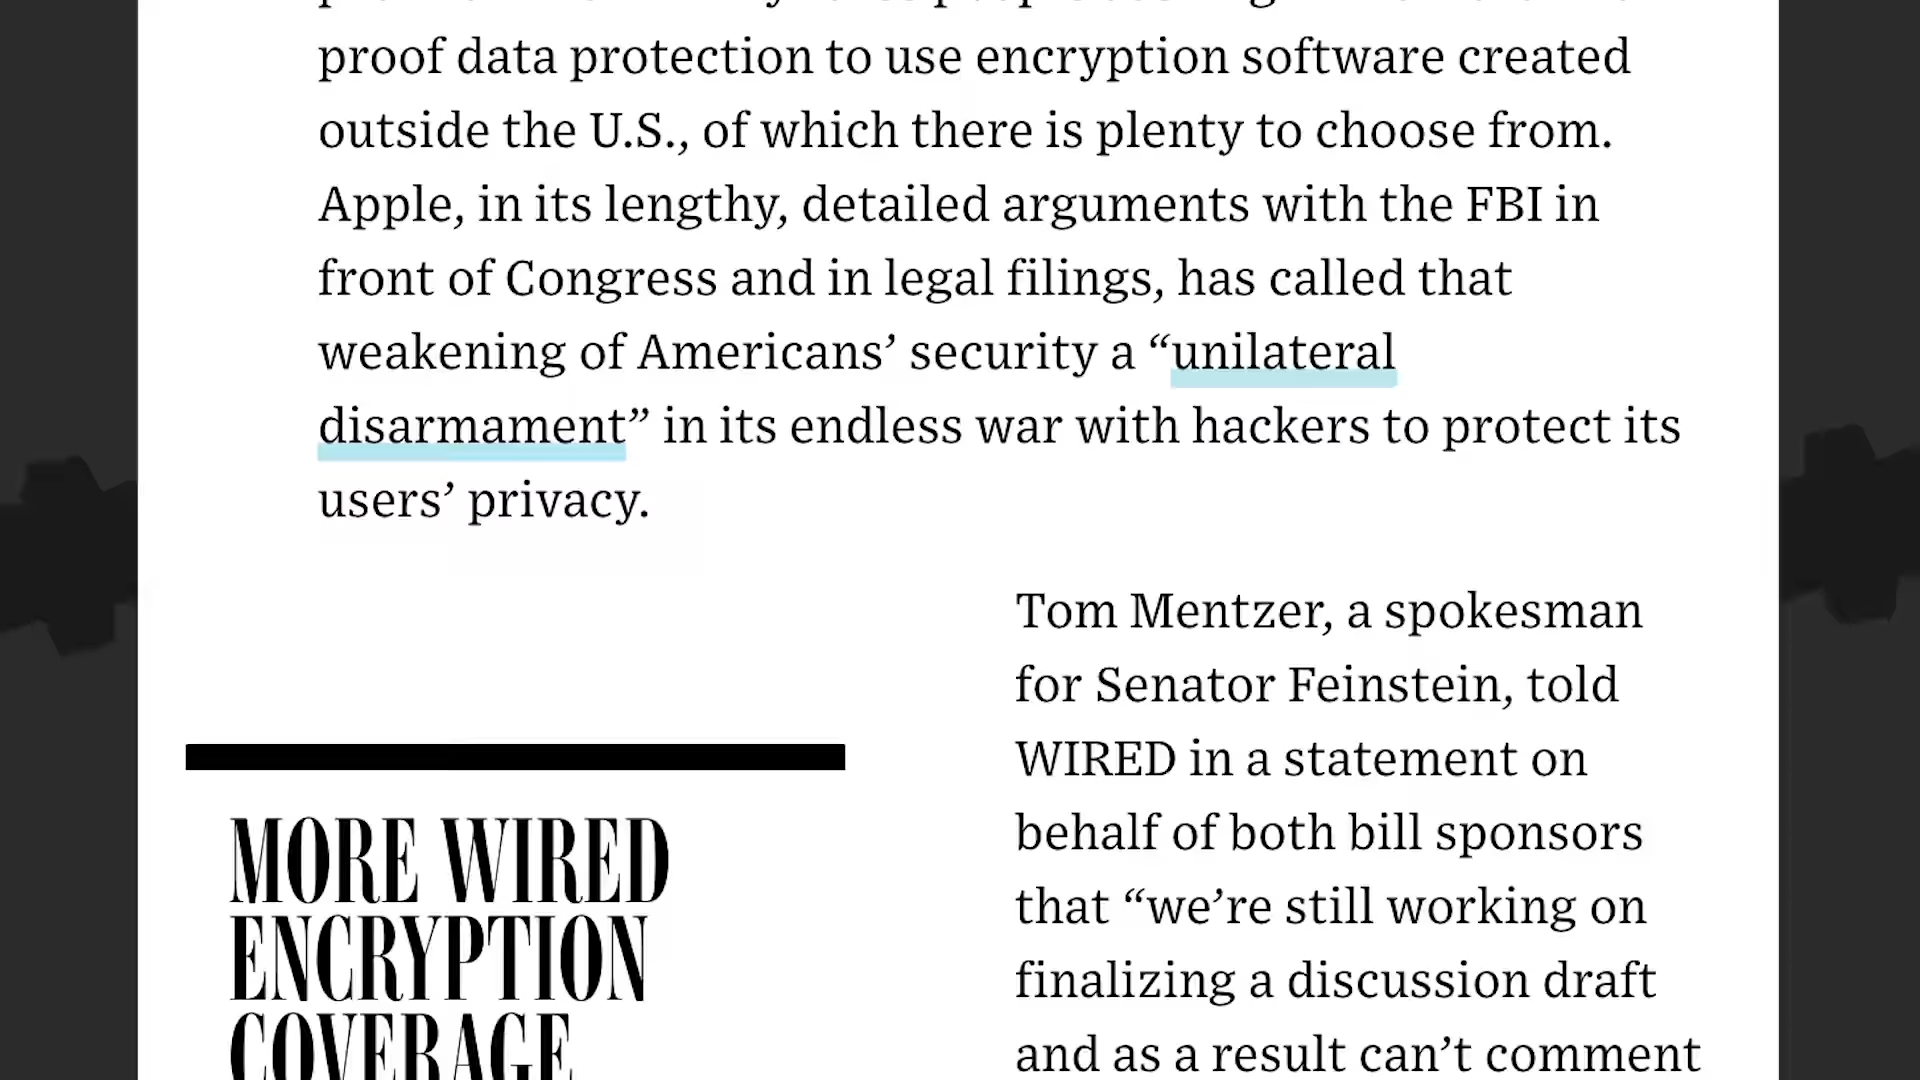 proof data protection to use encryption software created
outside the U.S., of which there is plenty to choose from.
Apple, in its lengthy, detailed arguments with the FBI in
front of Congress and in legal filings, has called that
weakening of Americans’ security a “unilateral
disarmament” in its endless war with hackers to protect its
users’ privacy.
Tom Mentzer, a spokesman
for Senator Feinstein, told
WIRED in a statement on
behalf of both bill sponsors
that “we’re still working on
finalizing a discussion draft
and as a result can’t comment
MORE WIRED
ENCRYPTION
COVERAGE